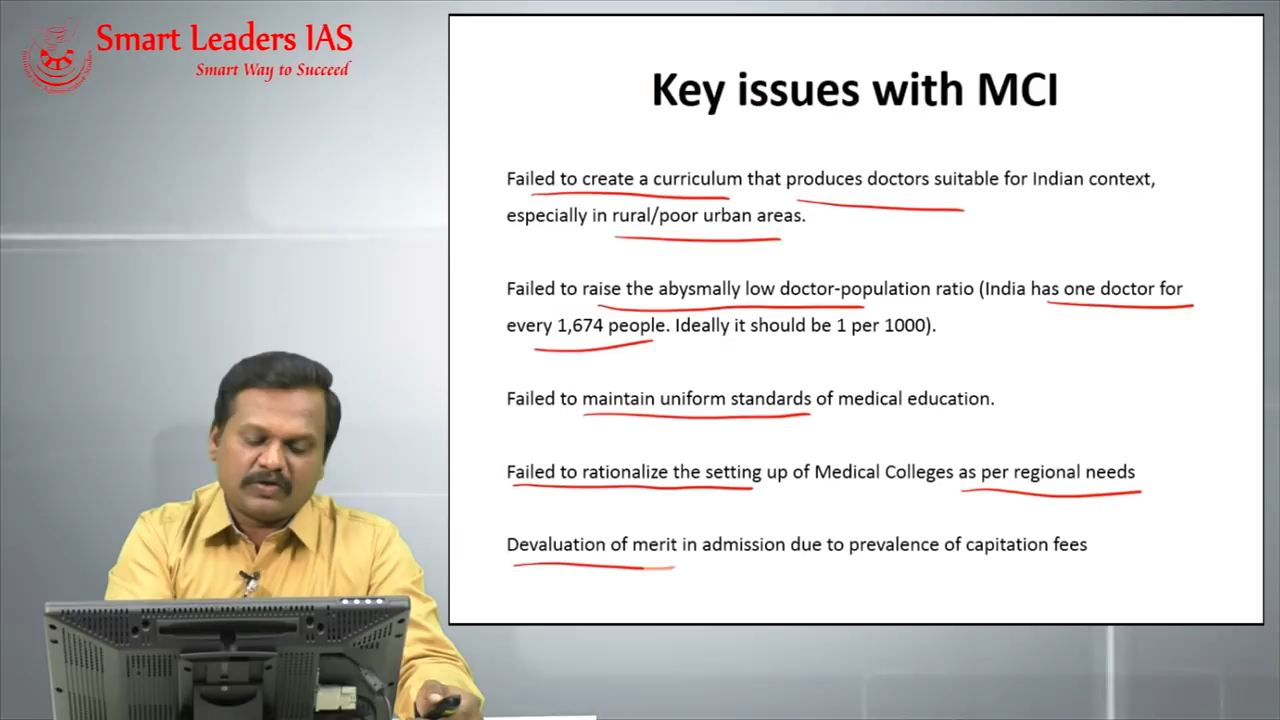 Smart Leaders IAS
Smart Way to Succeed
Key issues with MCI
Failed to create a curriculum that produces doctors suitable for Indian context,
especially in rural/poor urban areas.
Failed to raise the abysmally low doctor-population ratio (India has one doctor for
every 1,674 people. Ideally it should be 1 per 1000).
Failed to maintain uniform standards of medical education.
Failed to rationalize the setting up of Medical Colleges as per regional needs
Devaluation of merit in admission due to prevalence of capitation fees